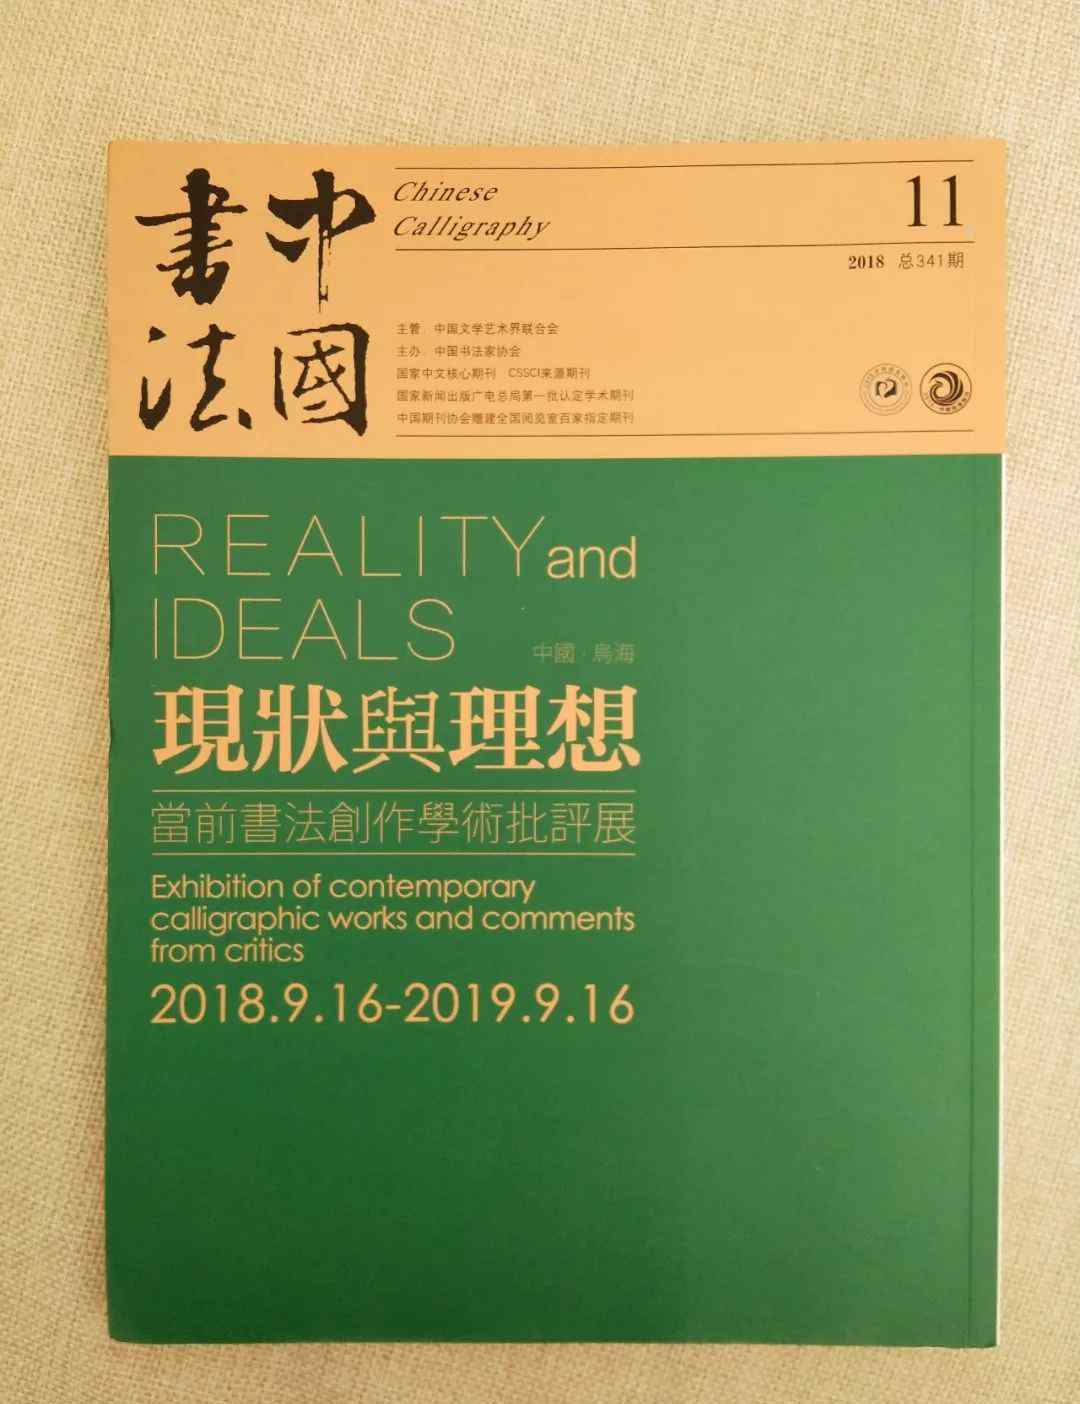 中國
書法
Chinese
Calligraphy
11
2018 总341期
主管：中国文学艺术界联合会
主办：中国书法家协会
国家中文核心期刊 CSSCI来源期刊
国家新闻出版广电总局第一批认定学术期刊
中国期刊协会赠建全国阅览室百家指定期刊
REALITY and
IDEALS
中國·烏海
現狀與理想
當前書法創作學術批評展
Exhibition of contemporary
calligraphic works and comments
from critics
2018.9.16-2019.9.16